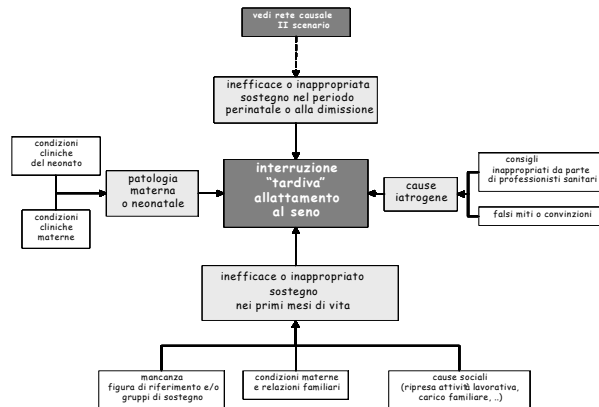 vedi rete causale
II scenario
inefficace o inappropriata
sostegno nel periodo
perinatale o alla dimissione
condizioni
cliniche
del neonato
patologia
materna
o neonatale
condizioni
cliniche
materne
interruzione
“tardiva”
allattamento
al seno
cause
iatrogene
consigli
inappropriati da parte
di professionisti sanitari
falsi miti o convinzioni
inefficace o inappropriato
sostegno
nei primi mesi di vita
mancanza
figura di riferimento e/o
gruppi di sostegno
condizioni materne
e relazioni familiari
cause sociali
(ripresa attività lavorativa,
carico familiare, ..)